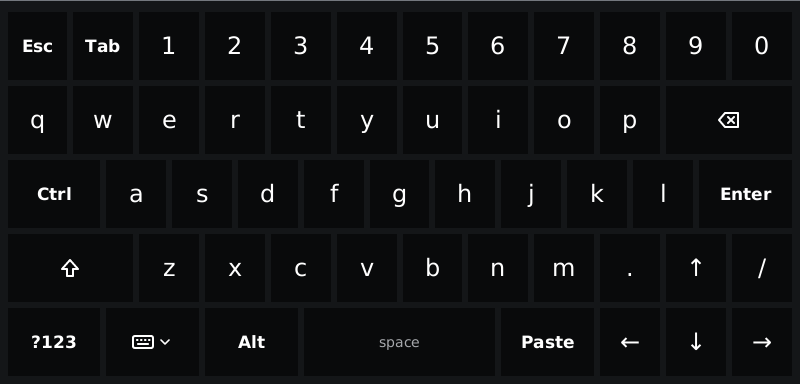 Esc Tab 1 2 3 4 5 6 7 8 9 0
q w e r t y u i o p
Ctrl a s d f g h j k l Enter
z x c v b n m . ↑ /
?123 Alt space Paste ← ↓ →